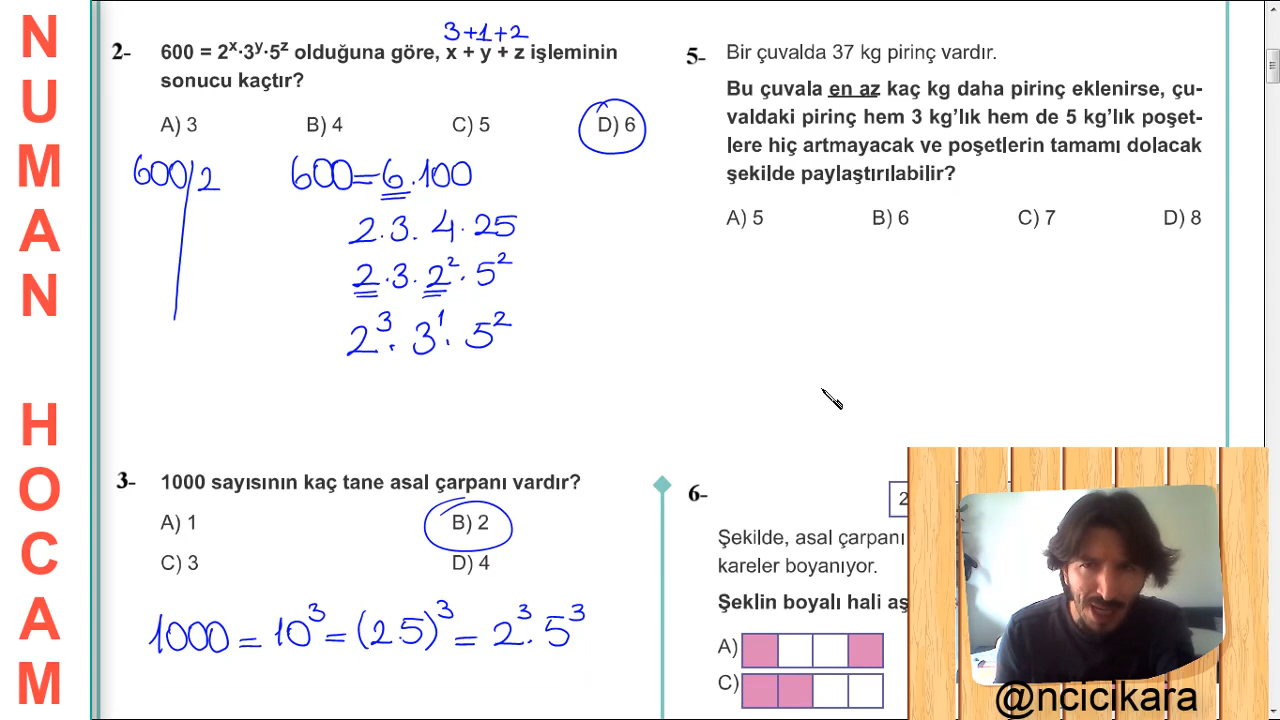 NUMAN HOCAM
2- 600 = 2ˣ·3ʸ·5ᶻ olduğuna göre, x + y + z işleminin
3+1+2
sonucu kaçtır?
A) 3 B) 4 C) 5 D) 6
600 2
600=6.100
2.3.4.25
2.3.2².5²
2³.3¹.5²
3- 1000 sayısının kaç tane asal çarpanı vardır?
A) 1 B) 2
C) 3 D) 4
1000=10³=(2.5)³=2³.5³
5- Bir çuvalda 37 kg pirinç vardır.
Bu çuvala en az kaç kg daha pirinç eklenirse, çu-
valdaki pirinç hem 3 kg’lık hem de 5 kg’lık poşet-
lere hiç artmayacak ve poşetlerin tamamı dolacak
şekilde paylaştırılabilir?
A) 5 B) 6 C) 7 D) 8
6-
2
Şekilde, asal çarpanı
kareler boyanıyor.
Şeklin boyalı hali aş
A)
C)
@ncicikara